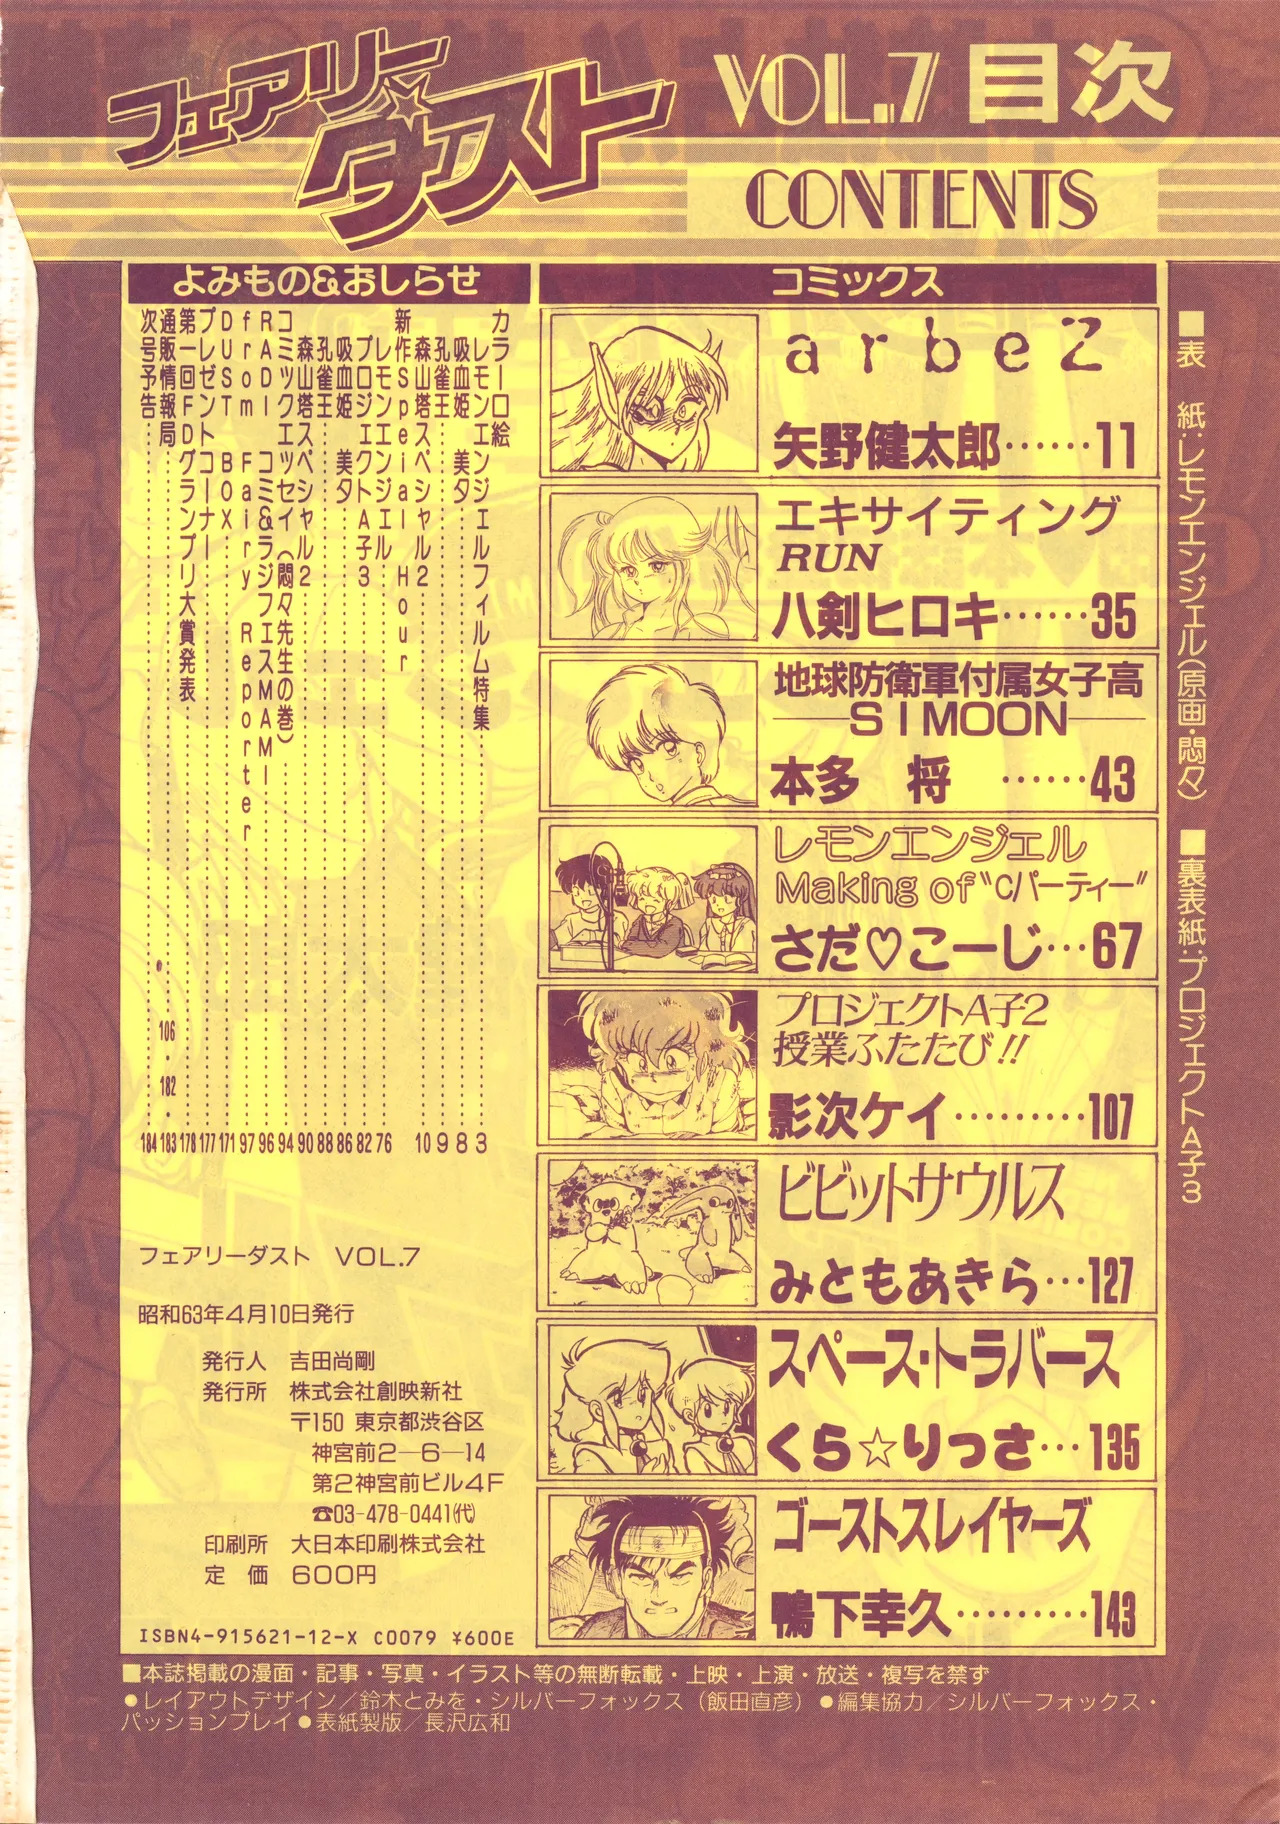 フェアリーダスト
VOL.7 目次
CONTENTS
コミックス
arbeZ
矢野健太郎……11
エキサイティング
RUN
八剣ヒロキ……35
地球防衛軍付属女子高
―SIMOON―
本多　将……43
レモンエンジェル
Making of“Cパーティー”
さだ♡こーじ…67
プロジェクトA子2
授業ふたたび!!
影次ケイ………107
ビビットサウルス
みともあきら…127
スペース・トラバース
くら☆りっさ…135
ゴーストスレイヤーズ
鴨下幸久………143
よみもの&おしらせ
カラー口絵
レモンエンジェルフィルム特集……3
吸血姫　美夕……8
孔雀王……9
森山塔スペシャル2……10
新作Special Hour
レモンエンジェル……76
プロジェクトA子3……82
吸血姫　美夕……86
孔雀王……88
森山塔スペシャル2……90
コミックエッセイ（悶々先生の巻）……94
RADI コミ&ラジフェスMAMI……96
from Fairy Reporter……97
DUST BOX……171
プレゼントコーナー……177
第一回FDグランプリ大賞発表……178
通販情報局……106・182・183
次号予告……184
■表　紙：レモンエンジェル（原画・悶々）
■裏表紙：プロジェクトA子3
フェアリーダスト　VOL.7
昭和63年4月10日発行
発行人　吉田尚剛
発行所　株式会社創映新社
〒150 東京都渋谷区
神宮前2―6―14
第2神宮前ビル4F
☎03-478-0441(代)
印刷所　大日本印刷株式会社
定　価　600円
ISBN4-915621-12-X C0079 ¥600E
■本誌掲載の漫画・記事・写真・イラスト等の無断転載・上映・上演・放送・複写を禁ず
●レイアウトデザイン／鈴木とみを・シルバーフォックス（飯田直彦）●編集協力／シルバーフォックス・
パッションプレイ●表紙製版／長沢広和